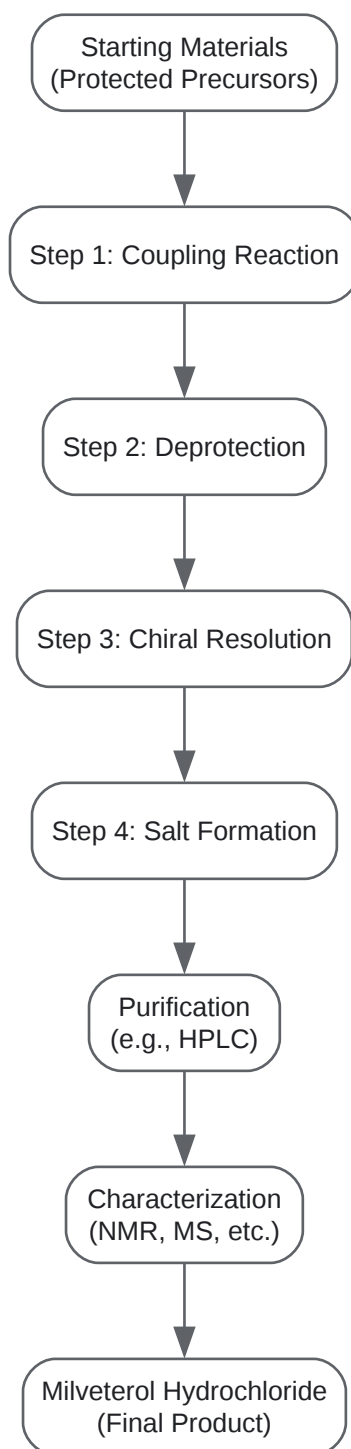 Starting Materials
(Protected Precursors)
Step 1: Coupling Reaction
Step 2: Deprotection
Step 3: Chiral Resolution
Step 4: Salt Formation
Purification
(e.g., HPLC)
Characterization
(NMR, MS, etc.)
Milveterol Hydrochloride
(Final Product)